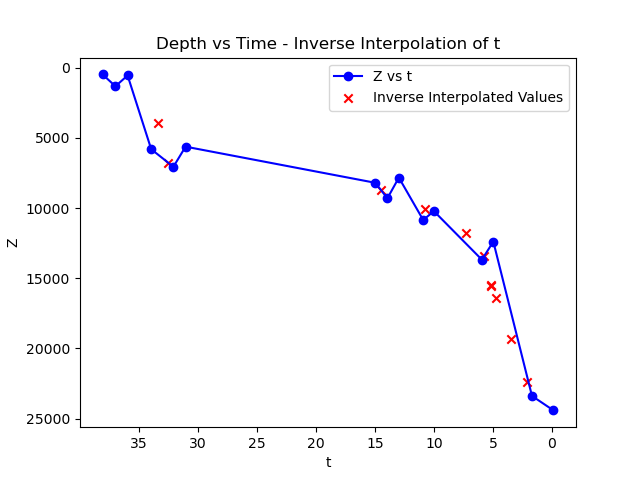 Depth vs Time - Inverse Interpolation of t
Z vs t
Inverse Interpolated Values
0
5000
10000
15000
20000
25000
Z
35
30
25
20
15
10
5
0
t